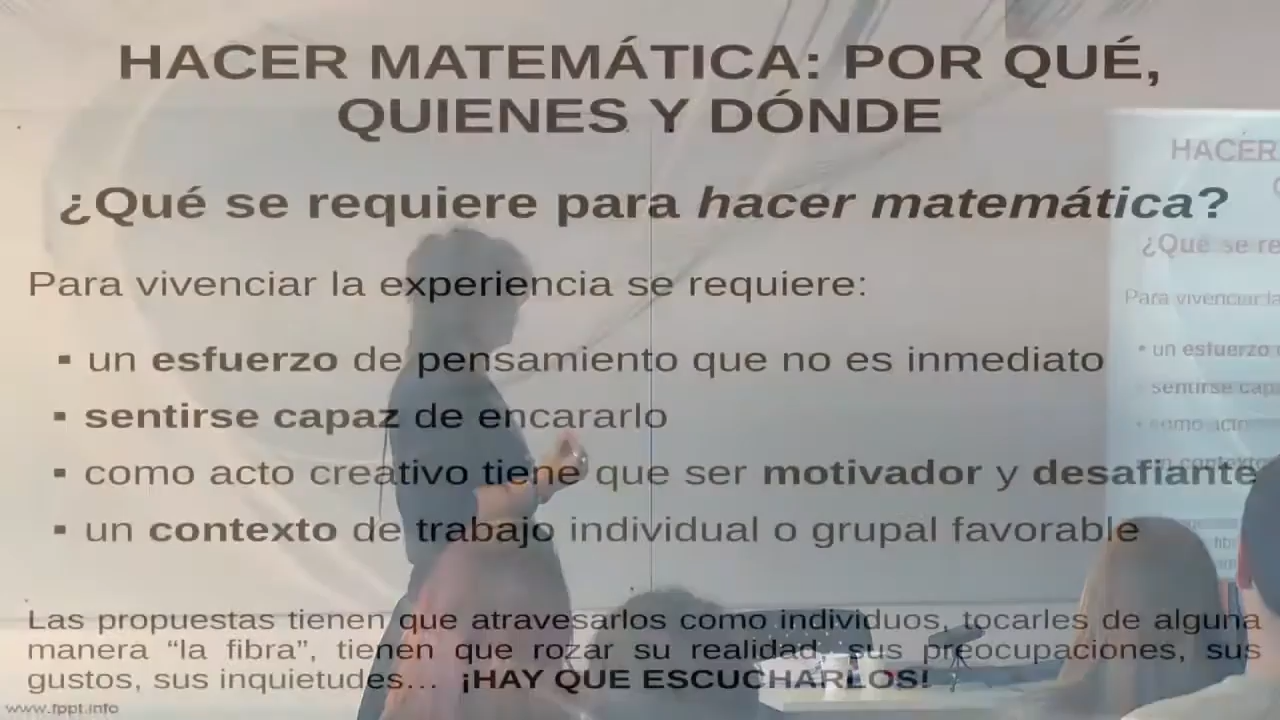 HACER MATEMÁTICA: POR QUÉ,
QUIENES Y DÓNDE
¿Qué se requiere para hacer matemática?
Para vivenciar la experiencia se requiere:
▪ un esfuerzo de pensamiento que no es inmediato
▪ sentirse capaz de encararlo
▪ como acto creativo tiene que ser motivador y desafiante
▪ un contexto de trabajo individual o grupal favorable
Las propuestas tienen que atravesarlos como individuos, tocarles de alguna
manera “la fibra”, tienen que rozar su realidad, sus preocupaciones, sus
gustos, sus inquietudes... ¡HAY QUE ESCUCHARLOS!
www.fppt.info
HACER
¿Qué se re
Para vivenciar la
• un esfuerzo
• sentirse cap
• como acto